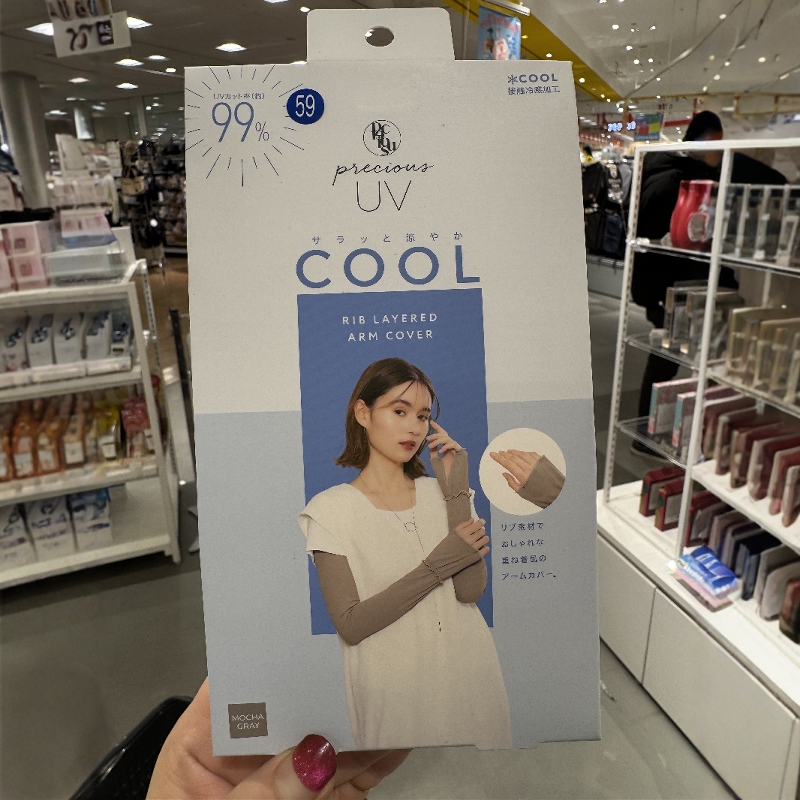 UVカット率(約)
99%
59
✻COOL
接触冷感加工
precious
UV
サラッと涼やか
COOL
RIB LAYERED
ARM COVER
リブ素材で
おしゃれな
重ね着風の
アームカバー。
MOCHA
GRAY